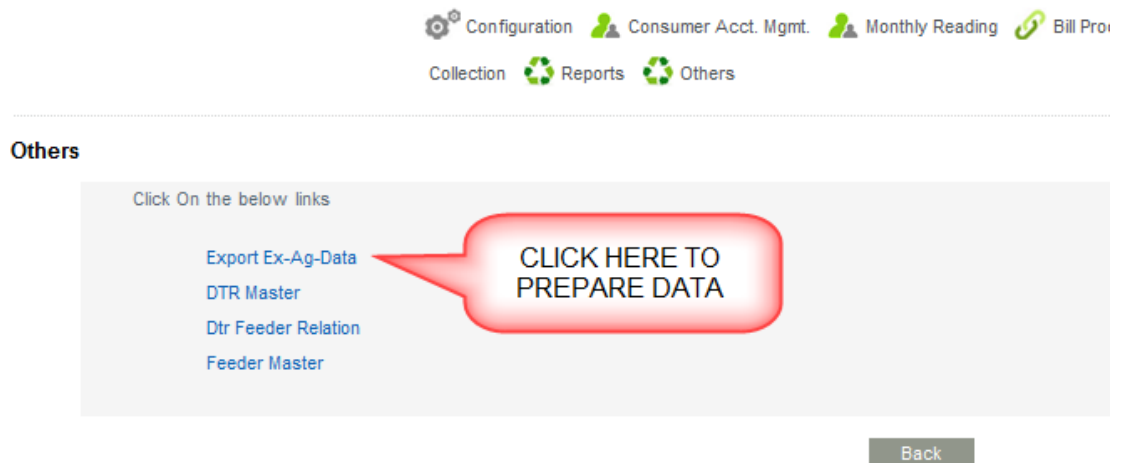 Configuration Consumer Acct. Mgmt. Monthly Reading Bill
Collection Reports Others
Others
Click On the below links
Export Ex-Ag-Data
CLICK HERE TO
PREPARE DATA
DTR Master
Dtr Feeder Relation
Feeder Master
Back